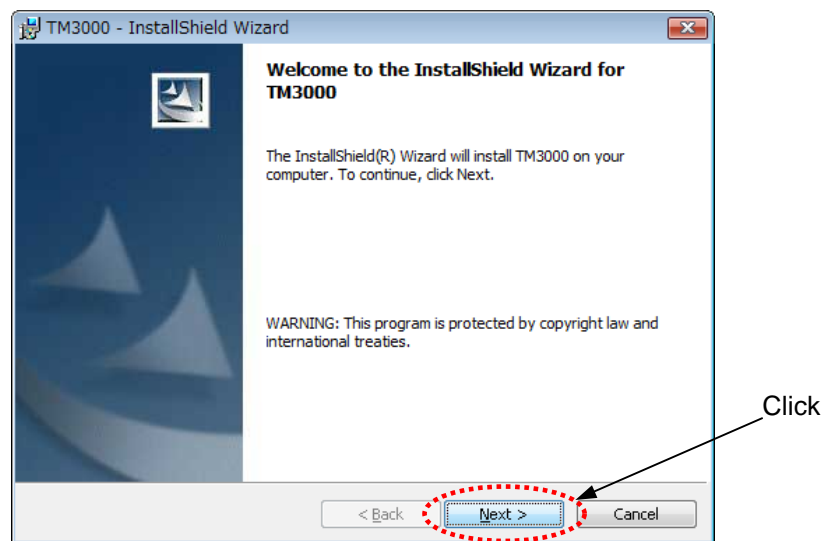 TM3000 - InstallShield Wizard
Welcome to the InstallShield Wizard for
TM3000
The InstallShield(R) Wizard will install TM3000 on your
computer. To continue, click Next.
WARNING: This program is protected by copyright law and
international treaties.
Click
< Back
Next >
Cancel